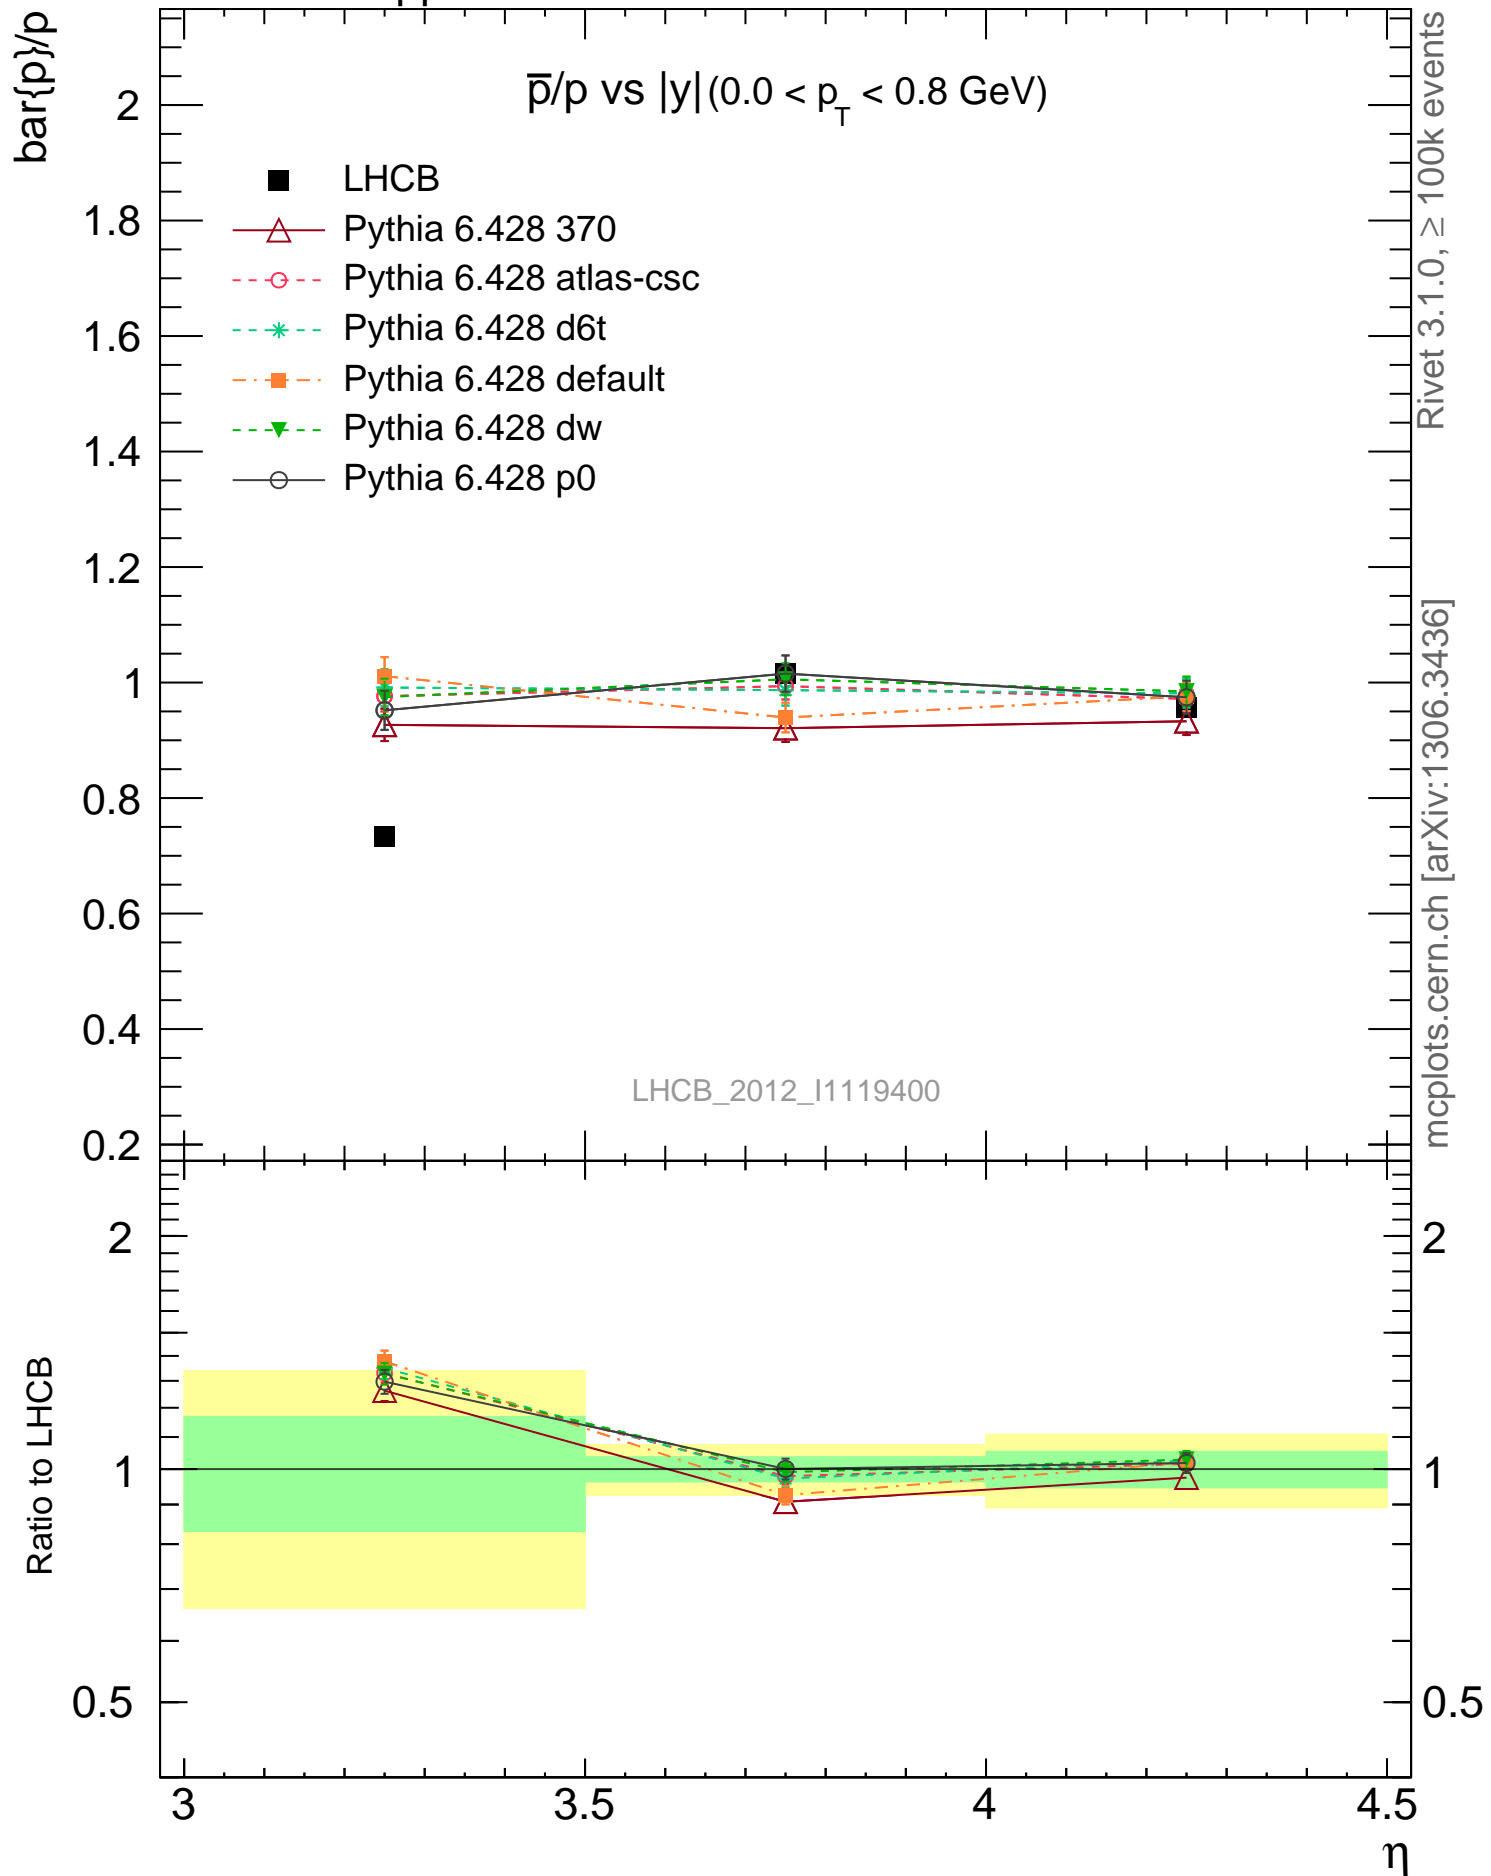 bar{p}/p
p̅/p vs |y| (0.0 < p_T < 0.8 GeV)
LHCB
Pythia 6.428 370
Pythia 6.428 atlas-csc
Pythia 6.428 d6t
Pythia 6.428 default
Pythia 6.428 dw
Pythia 6.428 p0
2
1.8
1.6
1.4
1.2
1
0.8
0.6
0.4
0.2
LHCB_2012_I1119400
Rivet 3.1.0, ≥ 100k events
mcplots.cern.ch [arXiv:1306.3436]
Ratio to LHCB
2
1
0.5
2
1
0.5
3
3.5
4
4.5
η